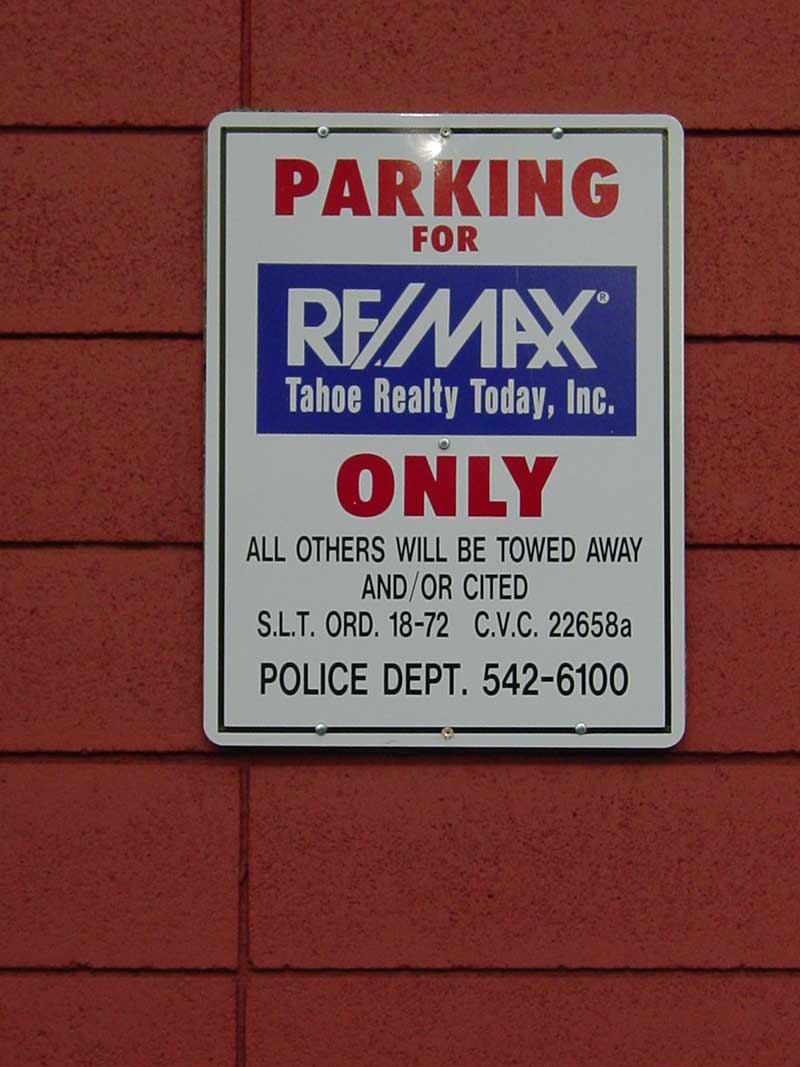 PARKING
FOR
RE/MAX®
Tahoe Realty Today, Inc.
ONLY
ALL OTHERS WILL BE TOWED AWAY
AND/OR CITED
S.L.T. ORD. 18-72 C.V.C. 22658a
POLICE DEPT. 542-6100